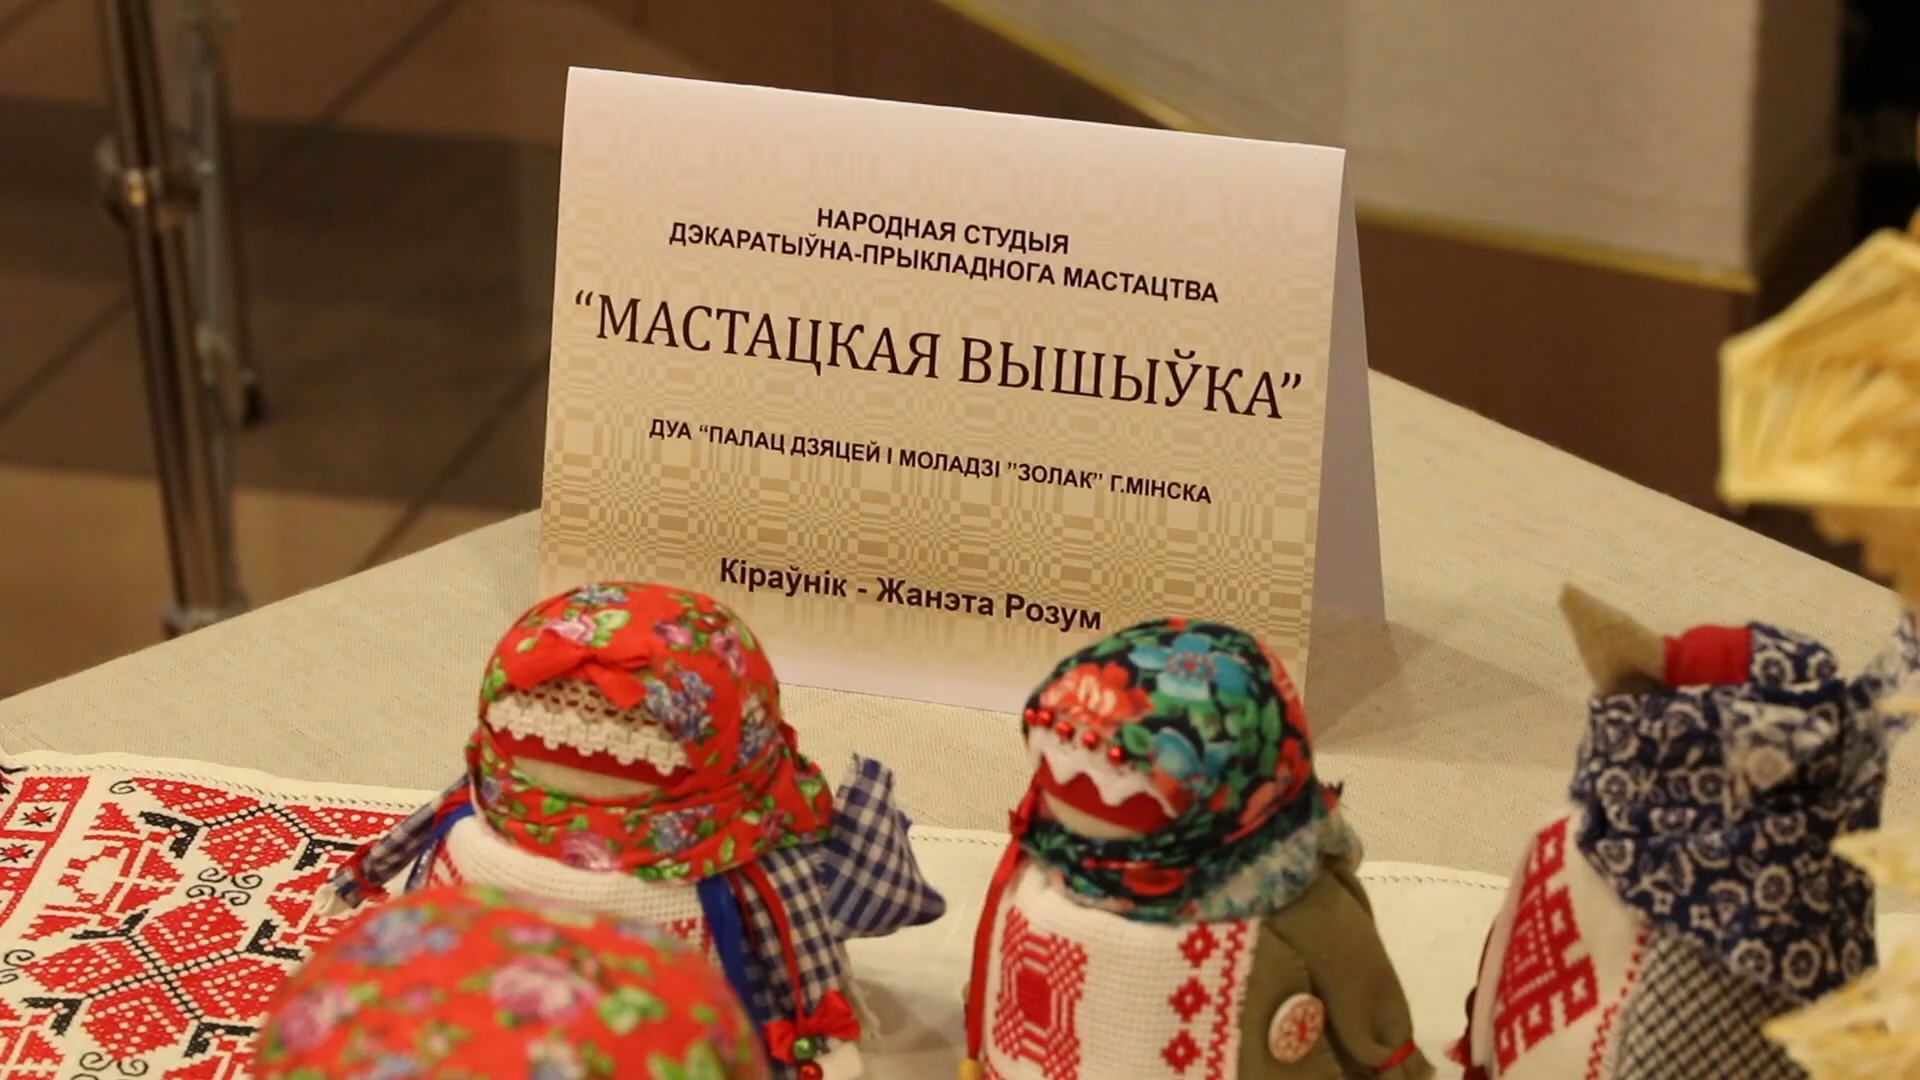 НАРОДНАЯ СТУДЫЯ
ДЭКАРАТЫЎНА-ПРЫКЛАДНОГА МАСТАЦТВА
“МАСТАЦКАЯ ВЫШЫЎКА”
ДУА “ПАЛАЦ ДЗЯЦЕЙ І МОЛАДЗІ ”ЗОЛАК” Г.МІНСКА
Кіраўнік - Жанэта Розум